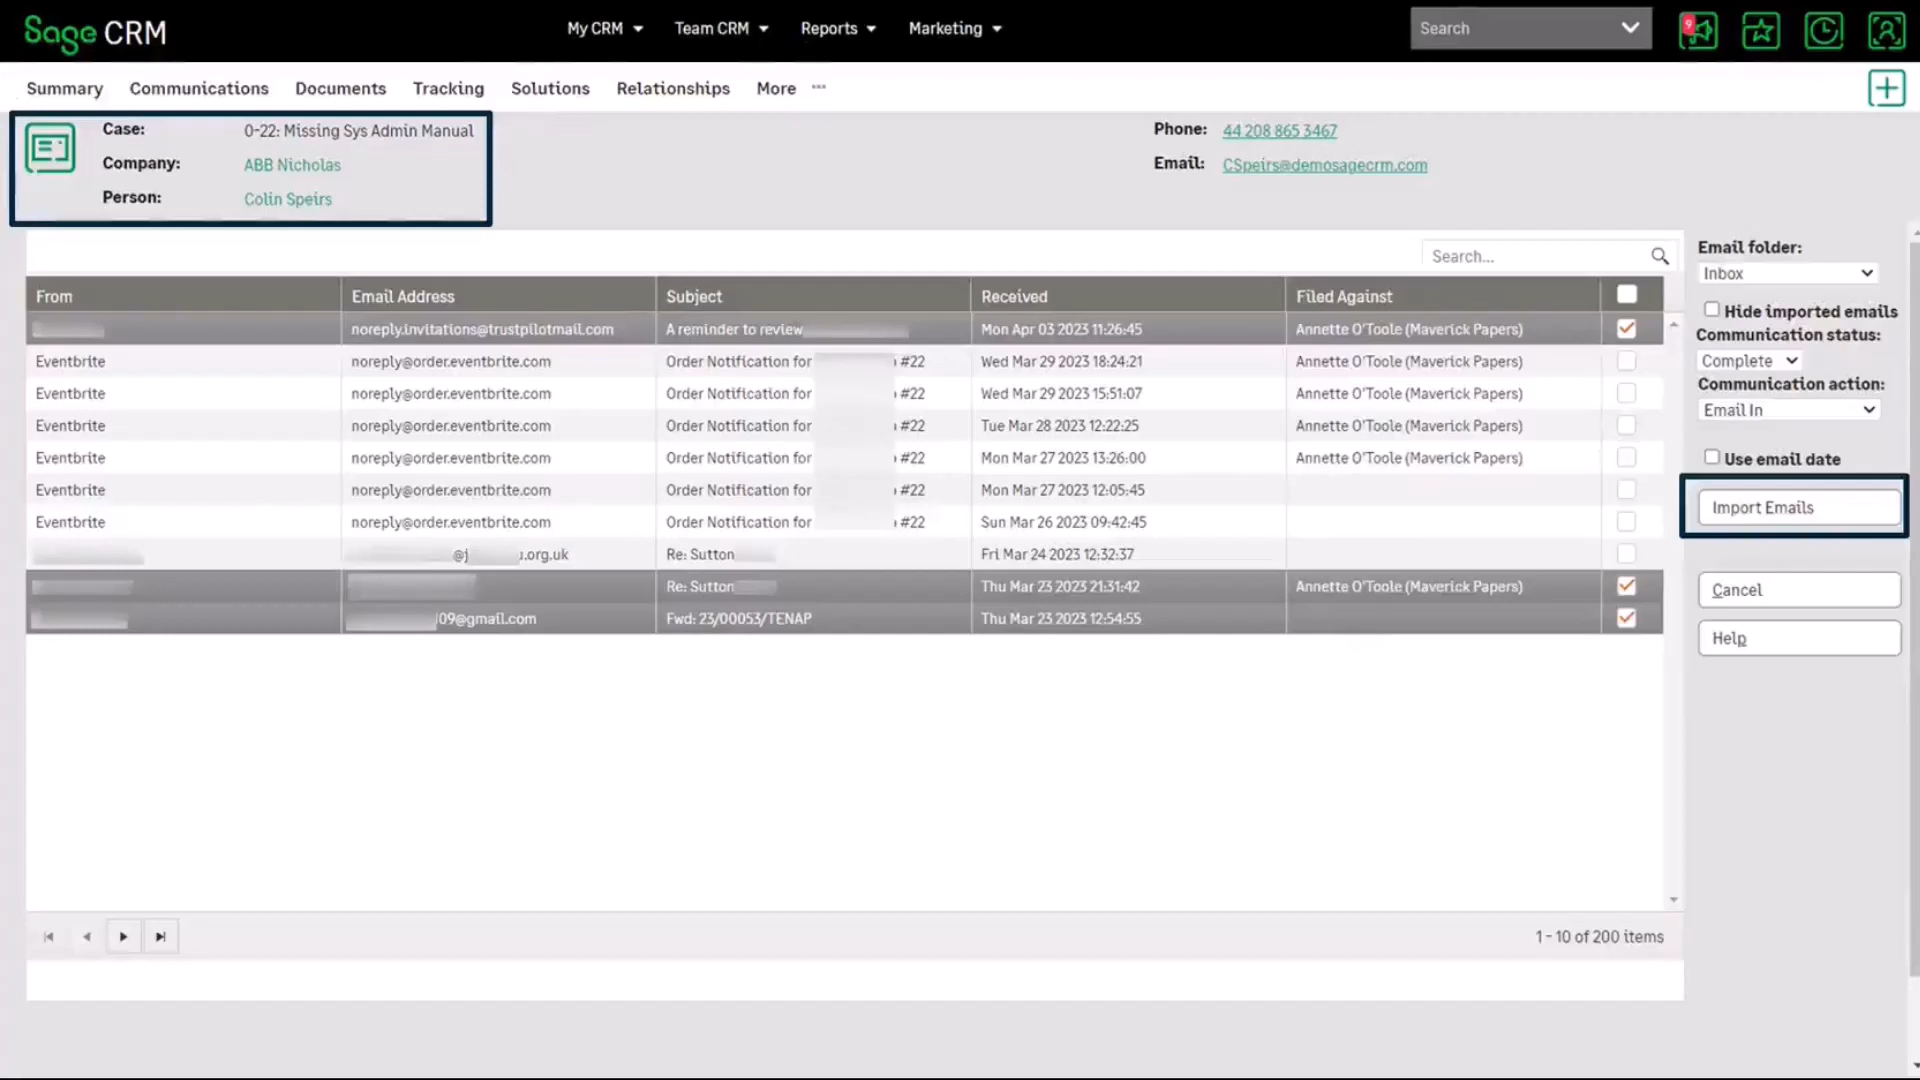 Sage CRM
My CRM Team CRM Reports Marketing
Search
9
Summary Communications Documents Tracking Solutions Relationships More ...
Case: 0-22: Missing Sys Admin Manual
Company: ABB Nicholas
Person: Colin Speirs
Phone: 44 208 865 3467
Email: CSpeirs@demosagecrm.com
Search...
From Email Address Subject Received Filed Against
noreply.invitations@trustpilotmail.com A reminder to review Mon Apr 03 2023 11:26:45 Annette O'Toole (Maverick Papers)
Eventbrite noreply@order.eventbrite.com Order Notification for #22 Wed Mar 29 2023 18:24:21 Annette O'Toole (Maverick Papers)
Eventbrite noreply@order.eventbrite.com Order Notification for #22 Wed Mar 29 2023 15:51:07 Annette O'Toole (Maverick Papers)
Eventbrite noreply@order.eventbrite.com Order Notification for #22 Tue Mar 28 2023 12:22:25 Annette O'Toole (Maverick Papers)
Eventbrite noreply@order.eventbrite.com Order Notification for #22 Mon Mar 27 2023 13:26:00 Annette O'Toole (Maverick Papers)
Eventbrite noreply@order.eventbrite.com Order Notification for #22 Mon Mar 27 2023 12:05:45
Eventbrite noreply@order.eventbrite.com Order Notification for #22 Sun Mar 26 2023 09:42:45
.org.uk Re: Sutton Fri Mar 24 2023 12:32:37
Re: Sutton Thu Mar 23 2023 21:31:42 Annette O'Toole (Maverick Papers)
09@gmail.com Fwd: 23/00053/TENAP Thu Mar 23 2023 12:54:55
1 - 10 of 200 items
Email folder:
Inbox
Hide imported emails
Communication status:
Complete
Communication action:
Email In
Use email date
Import Emails
Cancel
Help